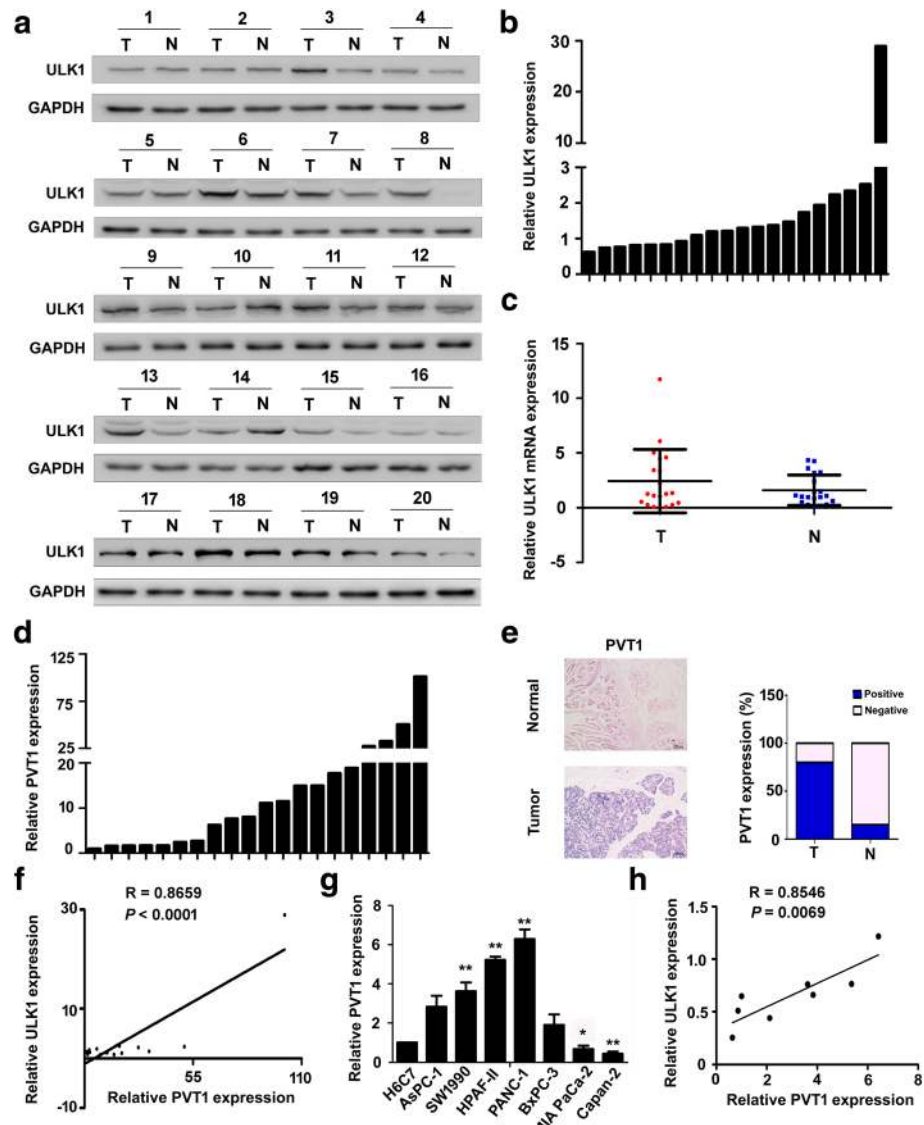 a
1 2 3 4
T N T N T N T N
ULK1
GAPDH
5 6 7 8
T N T N T N T N
ULK1
GAPDH
9 10 11 12
T N T N T N T N
ULK1
GAPDH
13 14 15 16
T N T N T N T N
ULK1
GAPDH
17 18 19 20
T N T N T N T N
ULK1
GAPDH
b
Relative ULK1 expression
30
20
10
3
2
1
0
c
Relative ULK1 mRNA expression
15
10
5
0
-5
T N
d
Relative PVT1 expression
125
75
25
20
10
0
e
PVT1
Normal
Tumor
PVT1 expression (%)
150
100
50
0
Positive
Negative
T N
f
R = 0.8659
P < 0.0001
Relative ULK1 expression
30
10
-10
55 110
Relative PVT1 expression
g
Relative PVT1 expression
8
6
4
2
0
** ** ** * **
H6C7
AsPC-1
SW1990
HPAF-II
PANC-1
BxPC-3
IIA PaCa-2
Capan-2
h
R = 0.8546
P = 0.0069
Relative ULK1 expression
1.5
1.0
0.5
0.0
0 2 4 6 8
Relative PVT1 expression